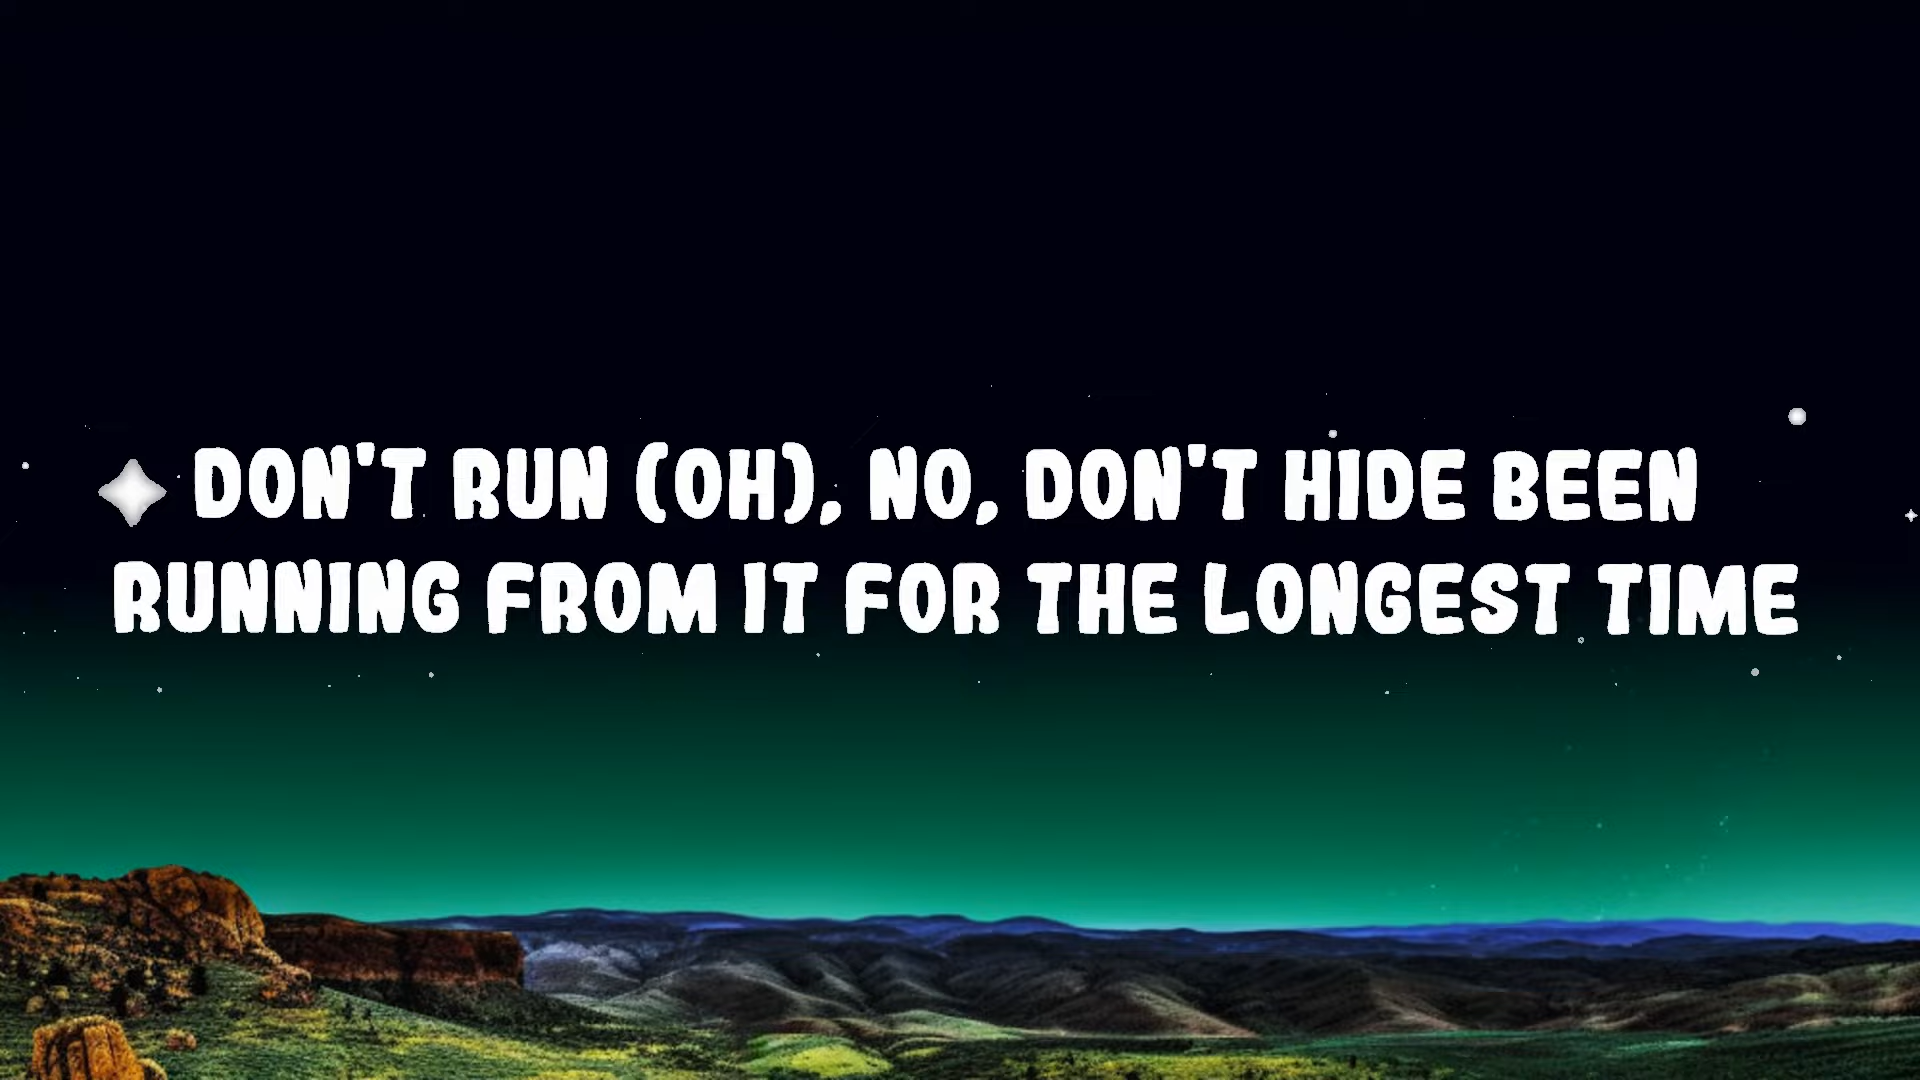 DON'T RUN (OH), NO, DON'T HIDE BEEN
RUNNING FROM IT FOR THE LONGEST TIME